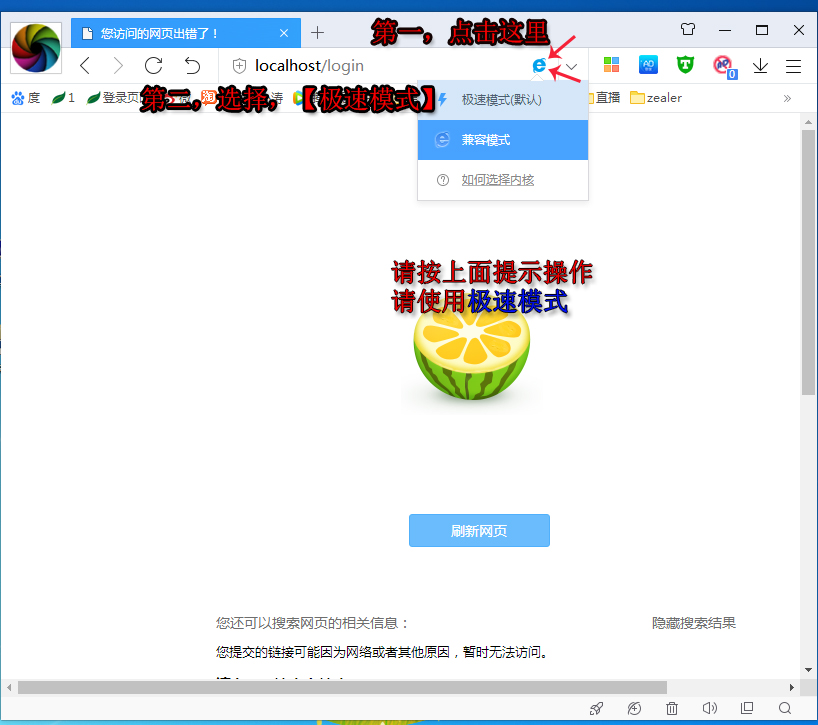 您访问的网页出错了！
第一，点击这里
localhost/login
AD
0
度 1 登录页
第二，选择，【极速模式】
涛
直播 zealer
极速模式(默认)
兼容模式
如何选择内核
请按上面提示操作
请使用极速模式
刷新网页
您还可以搜索网页的相关信息：
隐藏搜索结果
您提交的链接可能因为网络或者其他原因，暂时无法访问。